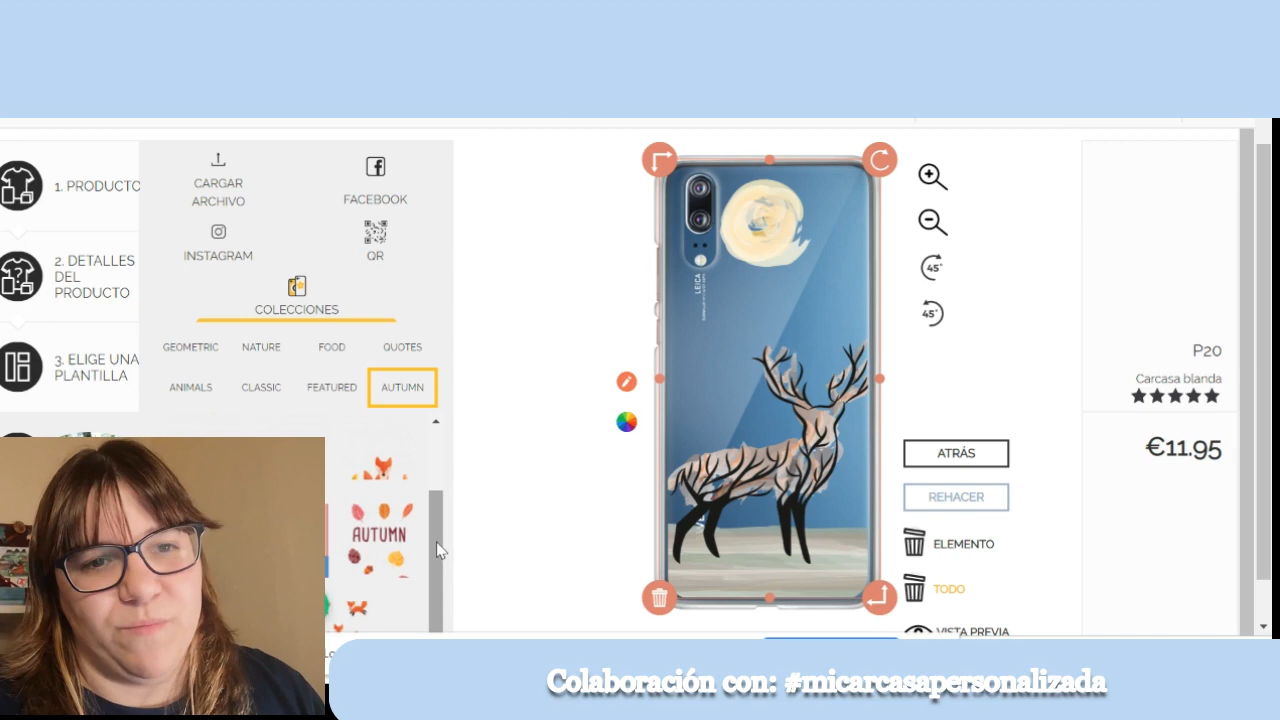 1. PRODUCTO
2. DETALLES
DEL
PRODUCTO
3. ELIGE UNA
PLANTILLA
CARGAR
ARCHIVO
FACEBOOK
INSTAGRAM
QR
COLECCIONES
GEOMETRIC
NATURE
FOOD
QUOTES
ANIMALS
CLASSIC
FEATURED
AUTUMN
AUTUMN
LEICA
45°
45°
ATRÁS
REHACER
ELEMENTO
TODO
VISTA PREVIA
P20
Carcasa blanda
€11.95
Colaboración con: #micarcasapersonalizada